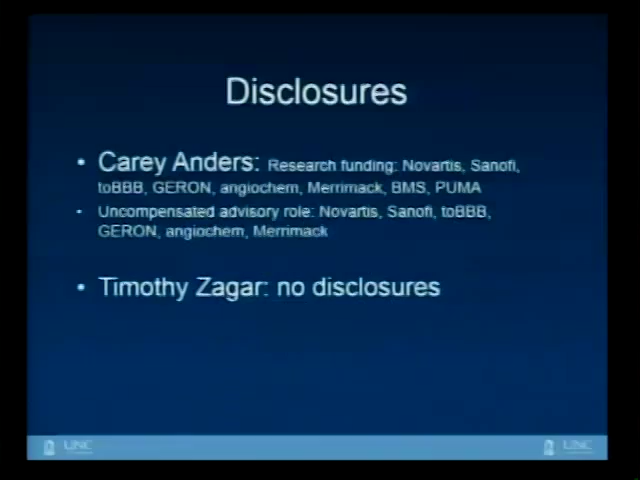 Disclosures
• Carey Anders: Research funding: Novartis, Sanofi,
toBBB, GERON, angiochem, Merrimack, BMS, PUMA
• Uncompensated advisory role: Novartis, Sanofi, toBBB,
GERON, angiochem, Merrimack
• Timothy Zagar: no disclosures
UNC UNC